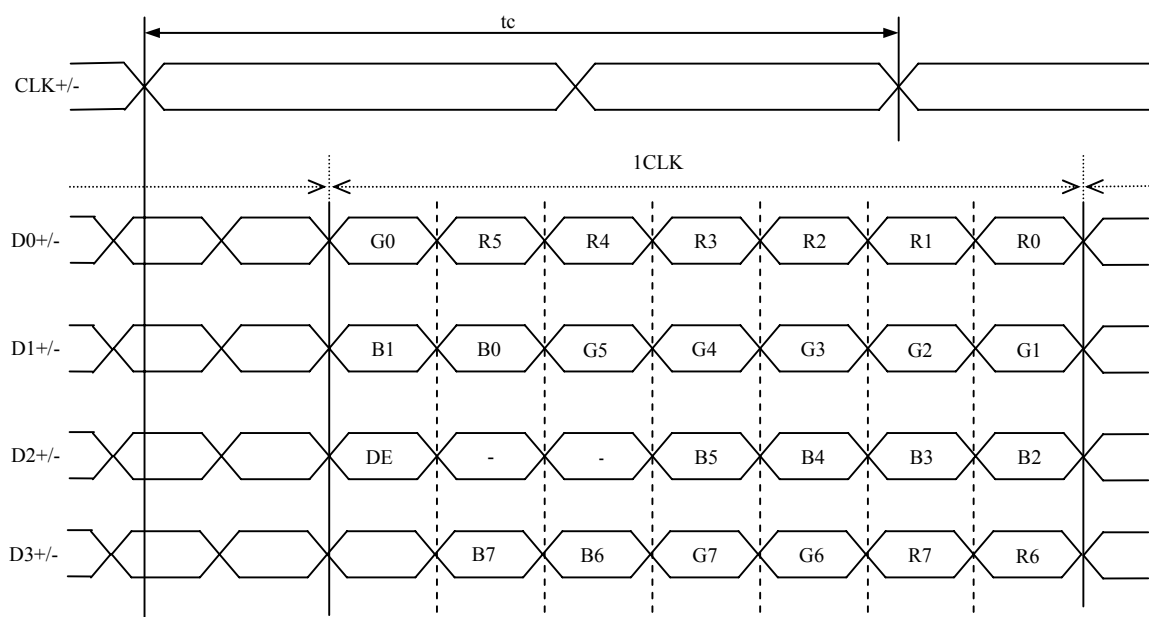 tc
CLK+/-
1CLK
D0+/- G0 R5 R4 R3 R2 R1 R0
D1+/- B1 B0 G5 G4 G3 G2 G1
D2+/- DE - - B5 B4 B3 B2
D3+/- B7 B6 G7 G6 R7 R6